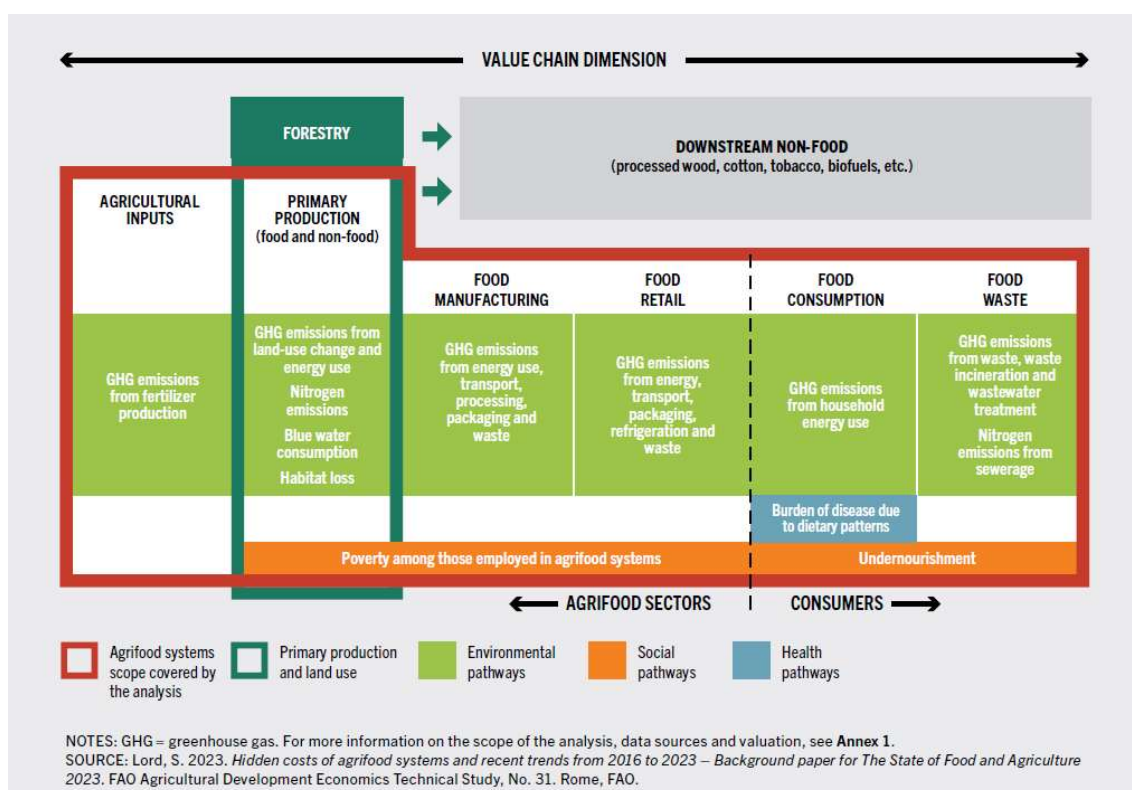 VALUE CHAIN DIMENSION
FORESTRY
DOWNSTREAM NON-FOOD
(processed wood, cotton, tobacco, biofuels, etc.)
AGRICULTURAL
INPUTS
PRIMARY
PRODUCTION
(food and non-food)
FOOD
MANUFACTURING
FOOD
RETAIL
FOOD
CONSUMPTION
FOOD
WASTE
GHG emissions
from fertilizer
production
GHG emissions from
land-use change and
energy use
Nitrogen
emissions
Blue water
consumption
Habitat loss
GHG emissions
from energy use,
transport,
processing,
packaging and
waste
GHG emissions
from energy,
transport,
packaging,
refrigeration and
waste
GHG emissions
from household
energy use
GHG emissions
from waste, waste
incineration and
wastewater
treatment
Nitrogen
emissions from
sewerage
Burden of disease due
to dietary patterns
Poverty among those employed in agrifood systems
Undernourishment
AGRIFOOD SECTORS
CONSUMERS
Agrifood systems
scope covered by
the analysis
Primary production
and land use
Environmental
pathways
Social
pathways
Health
pathways
NOTES: GHG = greenhouse gas. For more information on the scope of the analysis, data sources and valuation, see Annex 1.
SOURCE: Lord, S. 2023. Hidden costs of agrifood systems and recent trends from 2016 to 2023 – Background paper for The State of Food and Agriculture
2023. FAO Agricultural Development Economics Technical Study, No. 31. Rome, FAO.